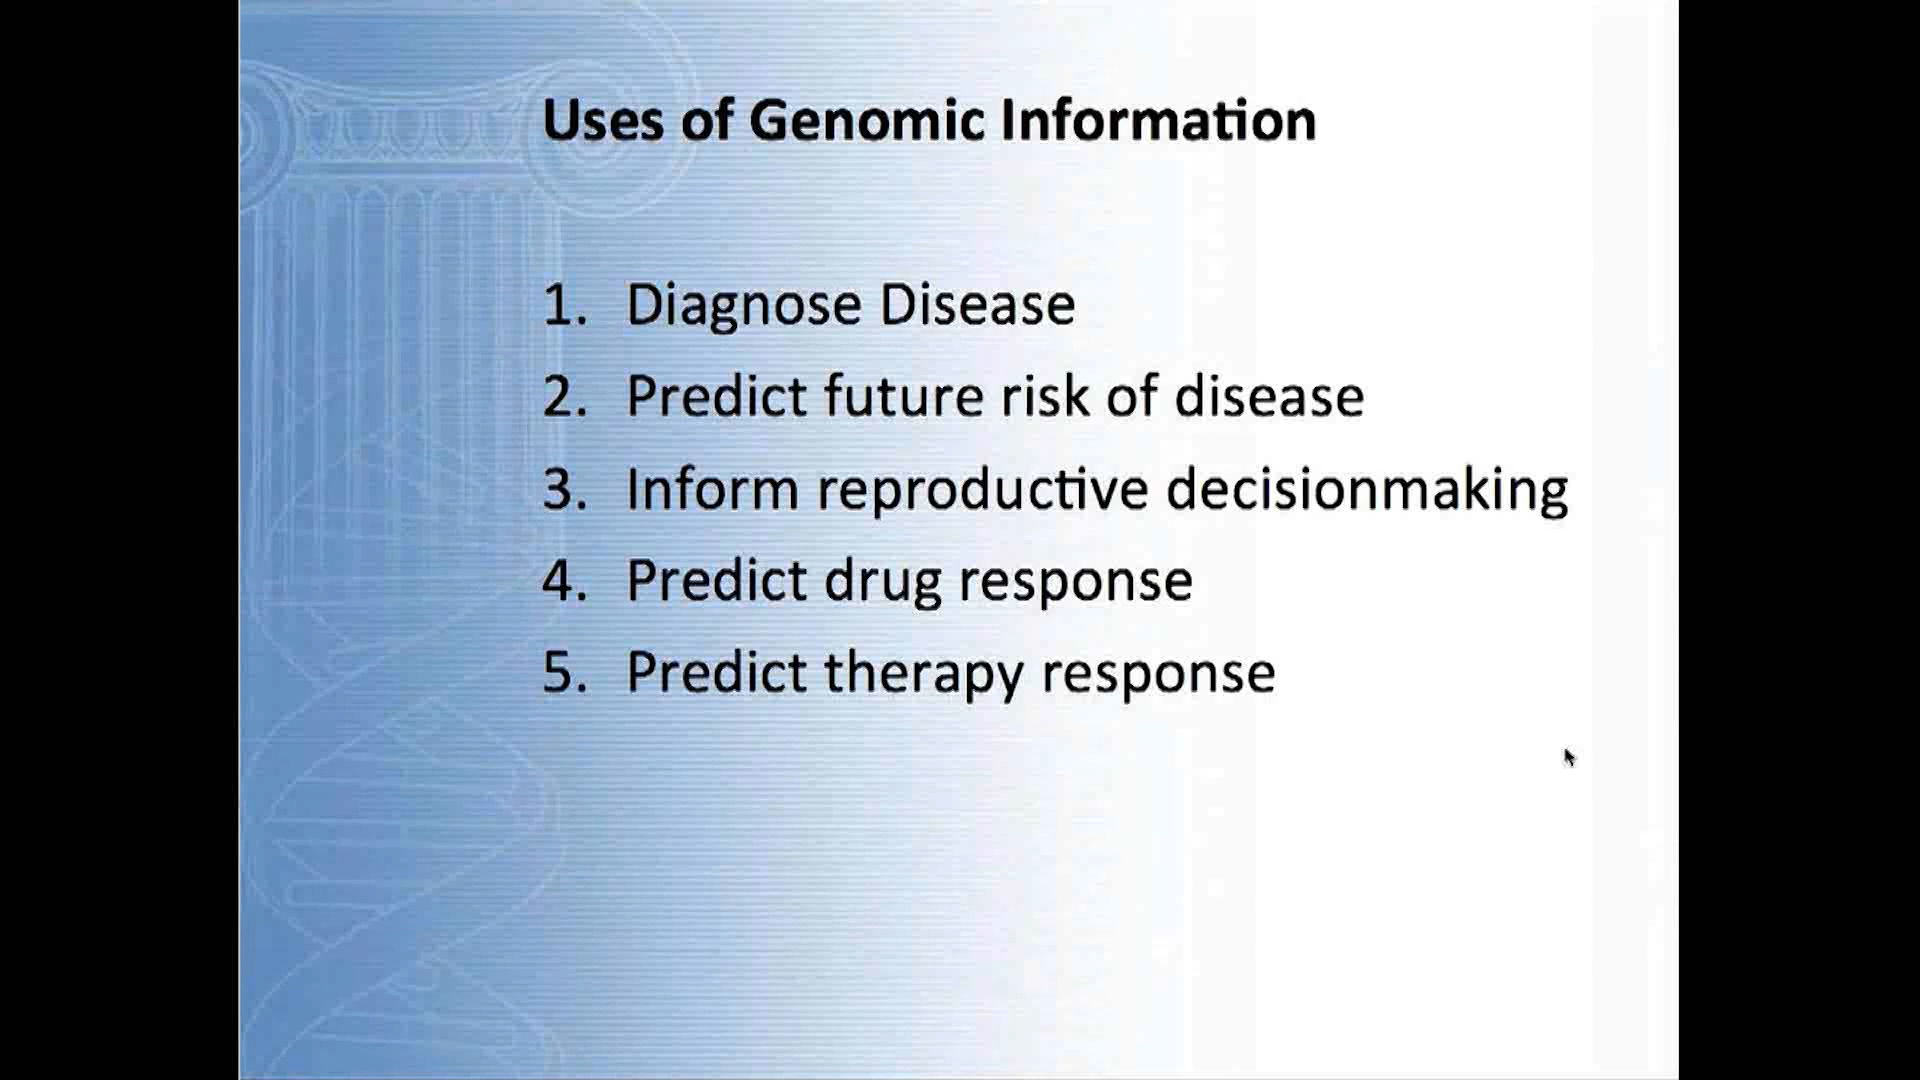 Uses of Genomic Information
1. Diagnose Disease
2. Predict future risk of disease
3. Inform reproductive decisionmaking
4. Predict drug response
5. Predict therapy response